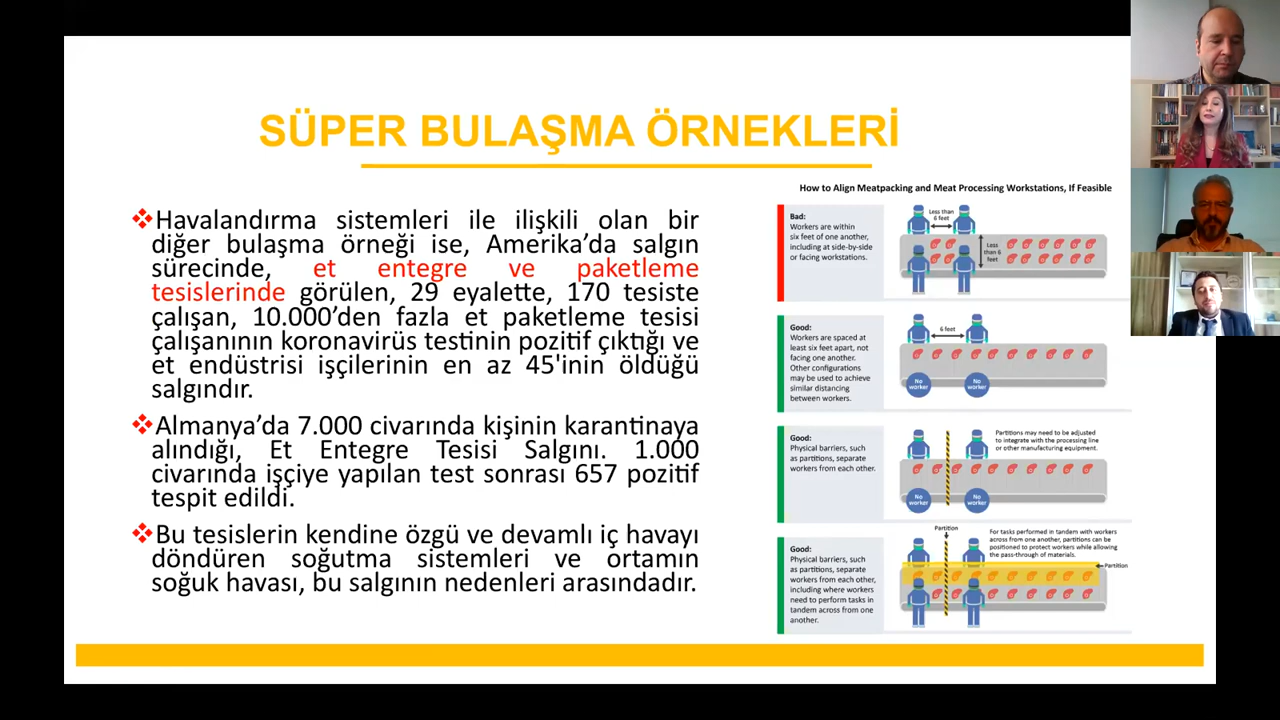 SÜPER BULAŞMA ÖRNEKLERİ
❖Havalandırma sistemleri ile ilişkili olan bir
diğer bulaşma örneği ise, Amerika’da salgın
sürecinde, et entegre ve paketleme
tesislerinde görülen, 29 eyalette, 170 tesiste
çalışan, 10.000’den fazla et paketleme tesisi
çalışanının koronavirüs testinin pozitif çıktığı ve
et endüstrisi işçilerinin en az 45'inin öldüğü
salgındır.
❖Almanya’da 7.000 civarında kişinin karantinaya
alındığı, Et Entegre Tesisi Salgını. 1.000
civarında işçiye yapılan test sonrası 657 pozitif
tespit edildi.
❖Bu tesislerin kendine özgü ve devamlı iç havayı
döndüren soğutma sistemleri ve ortamın
soğuk havası, bu salgının nedenleri arasındadır.
How to Align Meatpacking and Meat Processing Workstations, If Feasible
Bad:
Workers are within
six feet of one another,
including at side-by-side
or facing workstations.
Less than
6 feet
Less
than 6
feet
Good:
Workers are spaced at
least six feet apart, not
facing one another.
Other configurations
may be used to achieve
similar distancing
between workers.
6 feet
No
worker
No
worker
Good:
Physical barriers, such
as partitions, separate
workers from each other.
Partitions may need to be adjusted
to integrate with the processing line
or other manufacturing equipment.
No
worker
No
worker
Good:
Physical barriers, such
as partitions, separate
workers from each other,
including where workers
need to perform tasks in
tandem across from one
another.
Partition
For tasks performed in tandem with workers
across from one another, partitions can be
positioned to protect workers while allowing
the pass-through of materials.
Partition